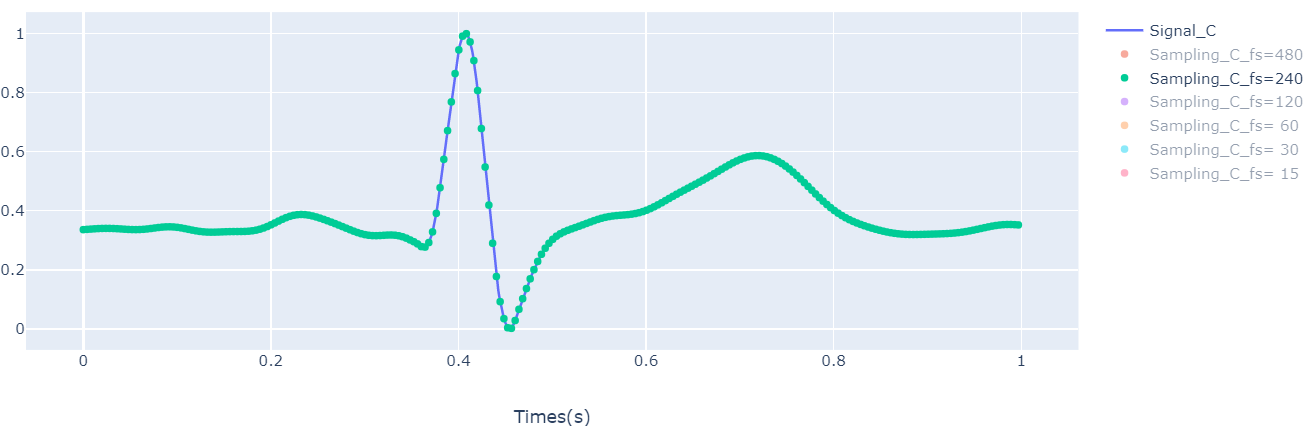 1
0.8
0.6
0.4
0.2
0
0 0.2 0.4 0.6 0.8 1
Times(s)
Signal_C
Sampling_C_fs=480
Sampling_C_fs=240
Sampling_C_fs=120
Sampling_C_fs= 60
Sampling_C_fs= 30
Sampling_C_fs= 15